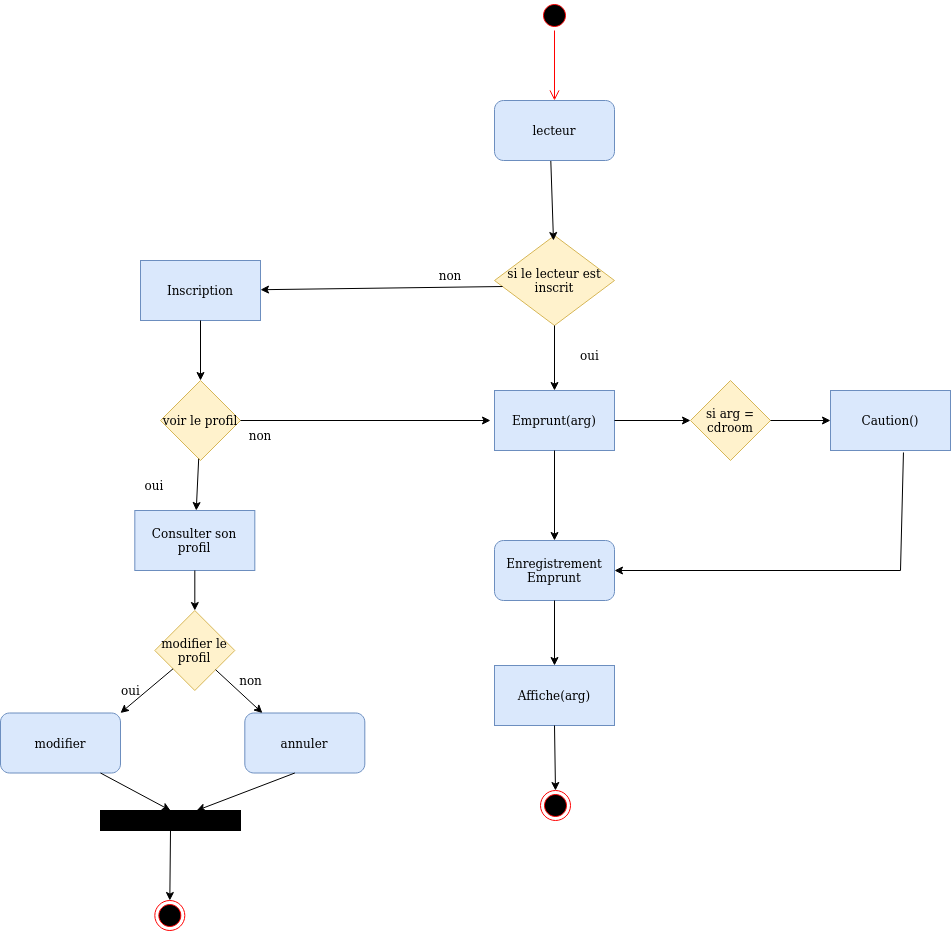 lecteur
si le lecteur est
inscrit
non
Inscription
oui
voir le profil
non
Emprunt(arg)
si arg =
cdroom
Caution()
oui
Consulter son
profil
Enregistrement
Emprunt
modifier le
profil
oui
non
Affiche(arg)
modifier
annuler